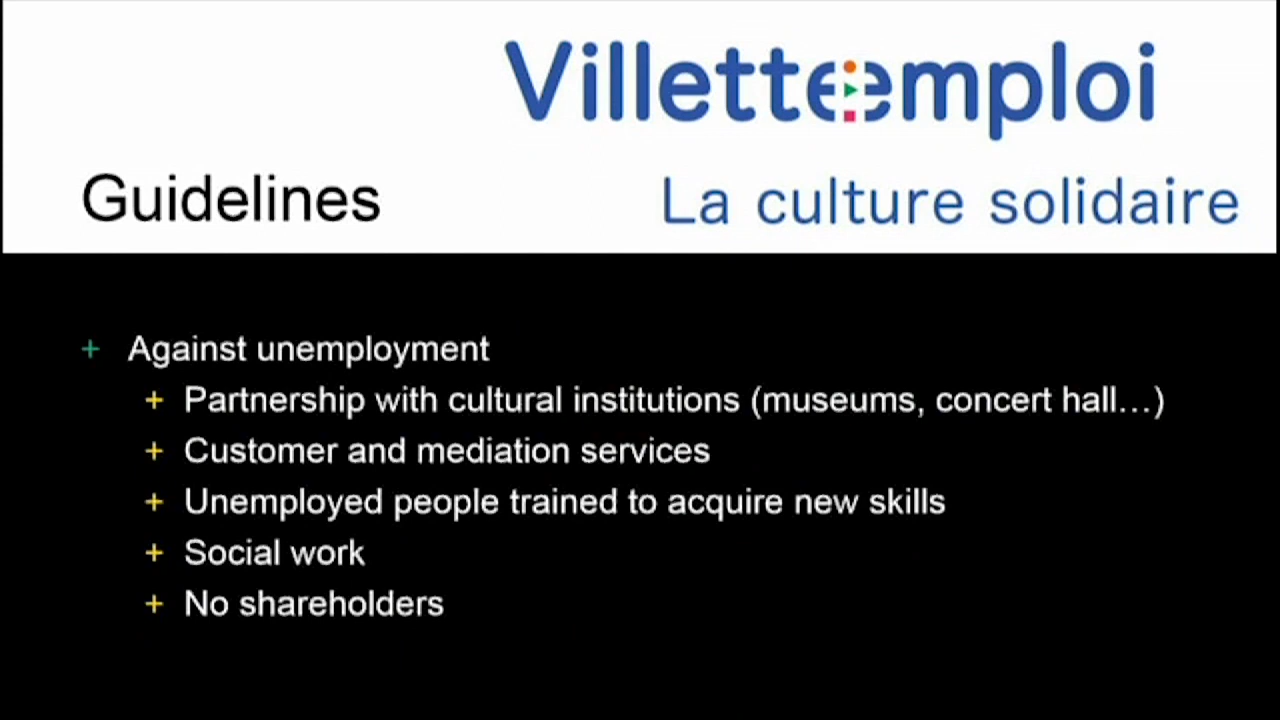 Villette emploi
Guidelines
La culture solidaire
+ Against unemployment
+ Partnership with cultural institutions (museums, concert hall…)
+ Customer and mediation services
+ Unemployed people trained to acquire new skills
+ Social work
+ No shareholders